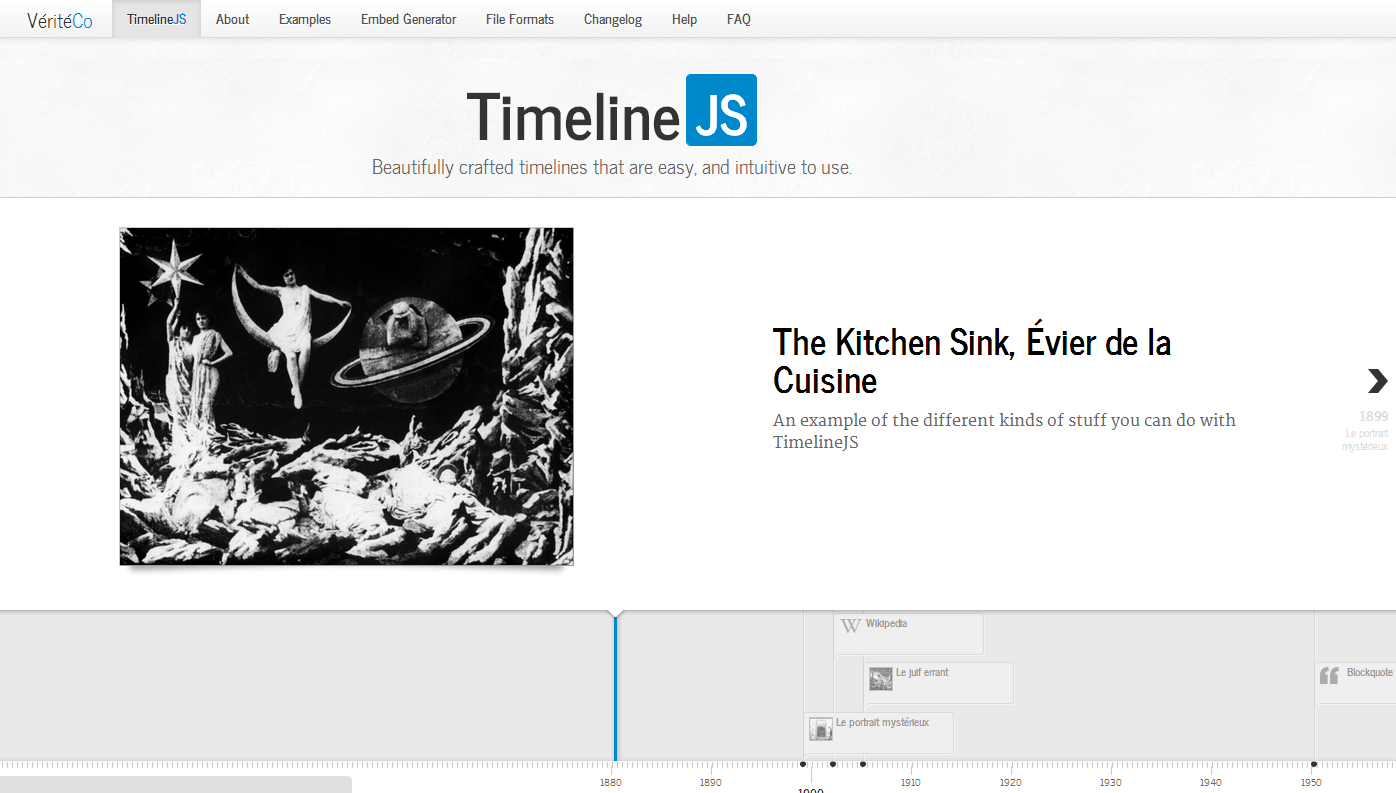 VéritéCo TimelineJS About Examples Embed Generator File Formats Changelog Help FAQ
Timeline JS
Beautifully crafted timelines that are easy, and intuitive to use.
The Kitchen Sink, Évier de la
Cuisine
An example of the different kinds of stuff you can do with
TimelineJS
1899
Le portrait
mystérieux
Wikipedia
Le juif errant
Blockquote
Le portrait mystérieux
1880 1890 1900 1910 1920 1930 1940 1950